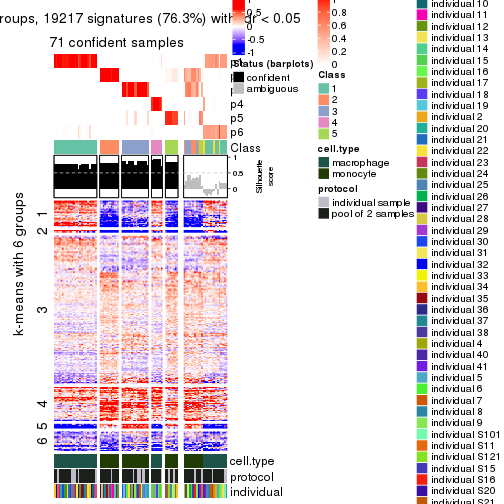 roups, 19217 signatures (76.3%) with
r < 0.05
71 confident samples
p4
p5
p6
Class
1
0.5
0
Silhouette
score
k-means with 6 groups
1
2
3
4
5
6
cell.type
protocol
individual
0
-0.5
-1
Status (barplots)
confident
ambiguous
0.8
0.6
0.4
0.2
0
Class
1
2
3
4
5
cell.type
macrophage
monocyte
protocol
individual sample
pool of 2 samples
individual 10
individual 11
individual 12
individual 13
individual 14
individual 15
individual 16
individual 17
individual 18
individual 19
individual 2
individual 20
individual 21
individual 22
individual 23
individual 24
individual 25
individual 26
individual 27
individual 28
individual 29
individual 30
individual 31
individual 32
individual 33
individual 34
individual 35
individual 36
individual 37
individual 38
individual 4
individual 40
individual 41
individual 5
individual 6
individual 7
individual 8
individual 9
individual S101
individual S11
individual S121
individual S15
individual S16
individual S20
individual S21